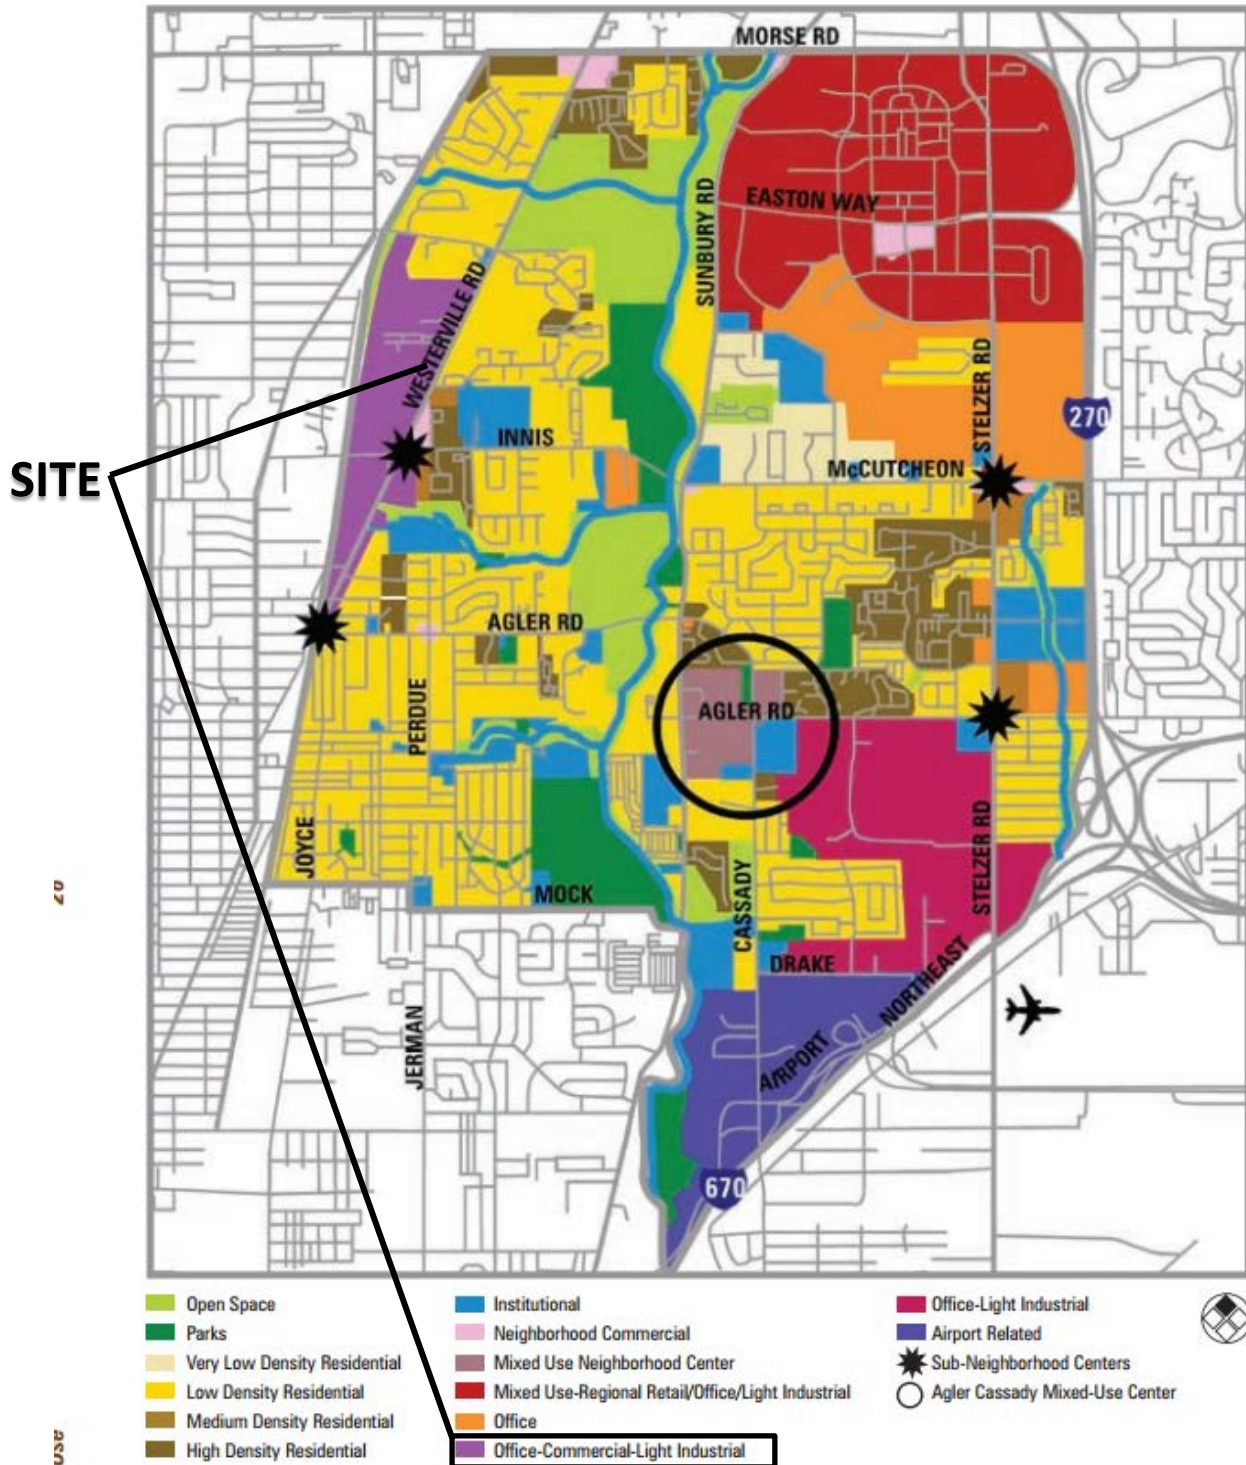 MORSE RD
EASTON WAY
SUNBURY RD
WESTERVILLE RD
STELZER RD
270
INNIS
McCUTCHEON
SITE
AGLER RD
PERDUE
AGLER RD
JOYCE
STELZER RD
MOCK
CASSADY
DRAKE
NORTHEAST
AIRPORT
JERMAN
670
Open Space
Parks
Very Low Density Residential
Low Density Residential
Medium Density Residential
High Density Residential
Institutional
Neighborhood Commercial
Mixed Use Neighborhood Center
Mixed Use-Regional Retail/Office/Light Industrial
Office
Office-Commercial-Light Industrial
Office-Light Industrial
Airport Related
Sub-Neighborhood Centers
Agler Cassady Mixed-Use Center